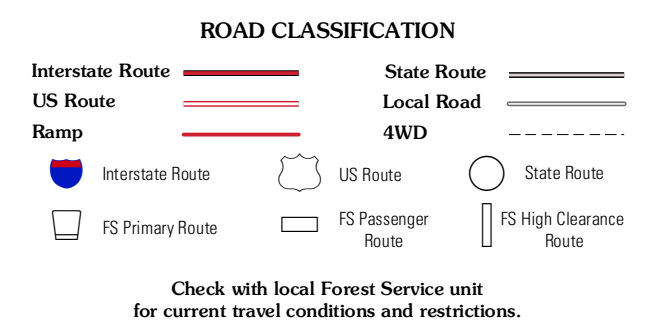 ROAD CLASSIFICATION
Interstate Route
State Route
US Route
Local Road
Ramp
4WD
Interstate Route
US Route
State Route
FS Primary Route
FS Passenger
Route
FS High Clearance
Route
Check with local Forest Service unit
for current travel conditions and restrictions.